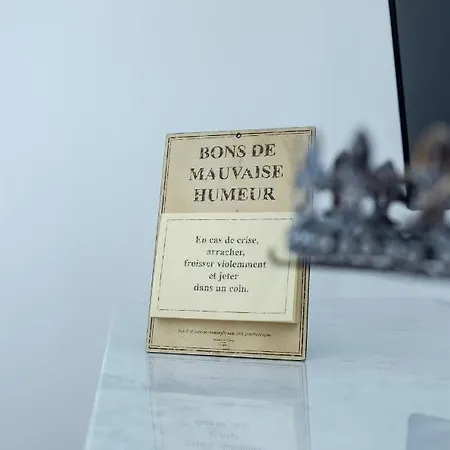 BONS DE
MAUVAISE
HUMEUR
En cas de crise,
arracher,
froisser violemment
et jeter
dans un coin.